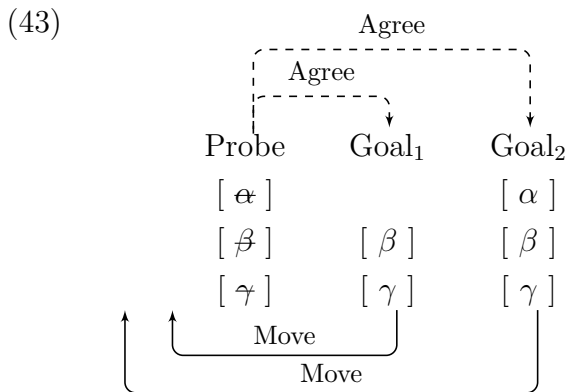 (43)
Agree
Agree
Probe Goal₁ Goal₂
[ α ] [ α ]
[ β ] [ β ] [ β ]
[ γ ] [ γ ] [ γ ]
Move
Move